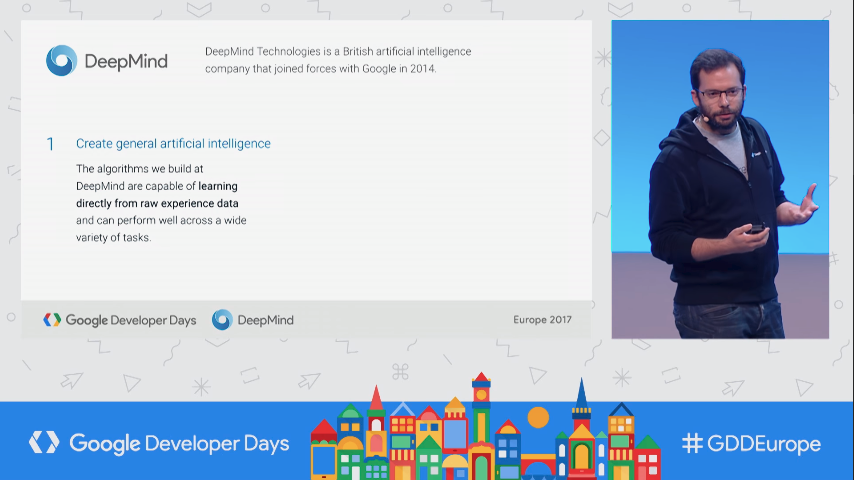 DeepMind
DeepMind Technologies is a British artificial intelligence
company that joined forces with Google in 2014.
1 Create general artificial intelligence
The algorithms we build at
DeepMind are capable of learning
directly from raw experience data
and can perform well across a wide
variety of tasks.
Google Developer Days DeepMind Europe 2017
Google Developer Days #GDDEurope